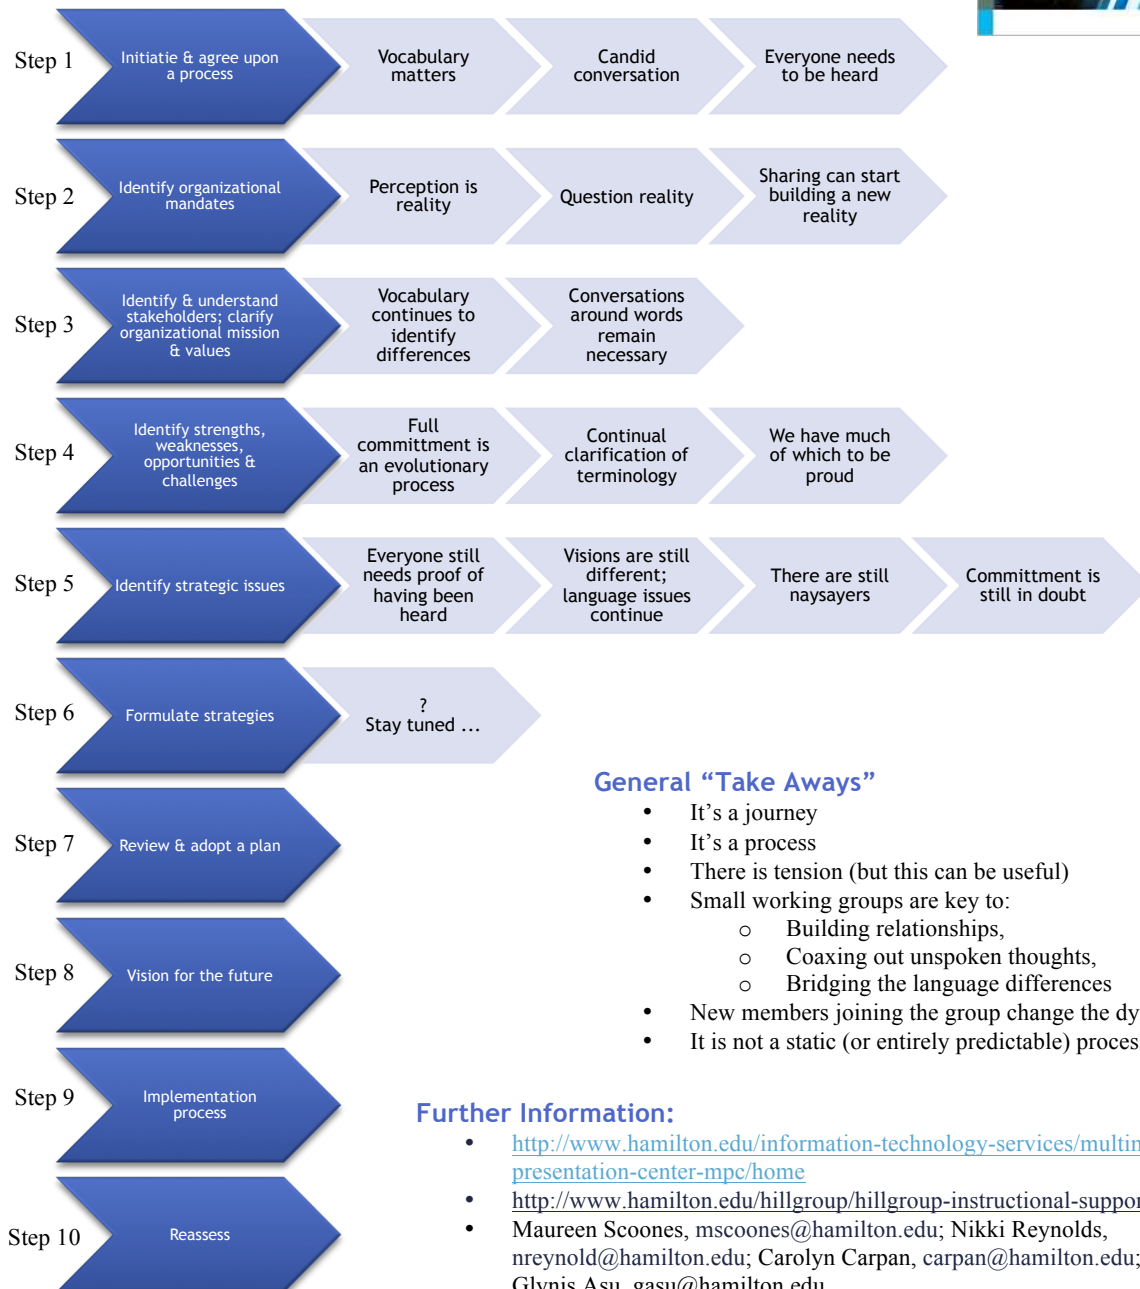 Step 1
Initiatie & agree upon
a process
Vocabulary
matters
Candid
conversation
Everyone needs
to be heard
Step 2
Identify organizational
mandates
Perception is
reality
Question reality
Sharing can start
building a new
reality
Step 3
Identify & understand
stakeholders; clarify
organizational mission
& values
Vocabulary
continues to
identify
differences
Conversations
around words
remain
necessary
Step 4
Identify strengths,
weaknesses,
opportunities &
challenges
Full
committment is
an evolutionary
process
Continual
clarification of
terminology
We have much
of which to be
proud
Step 5
Identify strategic issues
Everyone still
needs proof of
having been
heard
Visions are still
different;
language issues
continue
There are still
naysayers
Committment is
still in doubt
Step 6
Formulate strategies
?
Stay tuned ...
Step 7
Review & adopt a plan
Step 8
Vision for the future
Step 9
Implementation
process
Step 10
Reassess
General “Take Aways”
• It’s a journey
• It’s a process
• There is tension (but this can be useful)
• Small working groups are key to:
o Building relationships,
o Coaxing out unspoken thoughts,
o Bridging the language differences
• New members joining the group change the dy
• It is not a static (or entirely predictable) proces
Further Information:
• http://www.hamilton.edu/information-technology-services/multin
presentation-center-mpc/home
• http://www.hamilton.edu/hillgroup/hillgroup-instructional-suppor
• Maureen Scoones, mscoones@hamilton.edu; Nikki Reynolds,
nreynold@hamilton.edu; Carolyn Carpan, carpan@hamilton.edu;
Glynis Asu, gasu@hamilton.edu